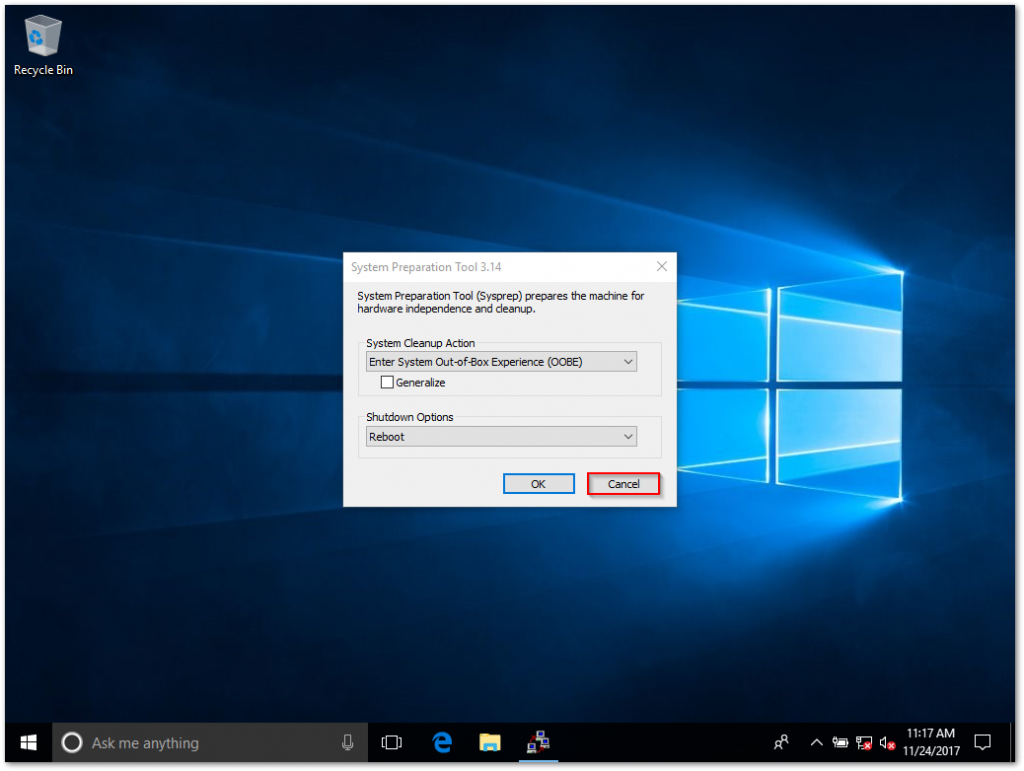 Recycle Bin
System Preparation Tool 3.14
System Preparation Tool (Sysprep) prepares the machine for
hardware independence and cleanup.
System Cleanup Action
Enter System Out-of-Box Experience (OOBE)
Generalize
Shutdown Options
Reboot
OK
Cancel
Ask me anything
11:17 AM
11/24/2017